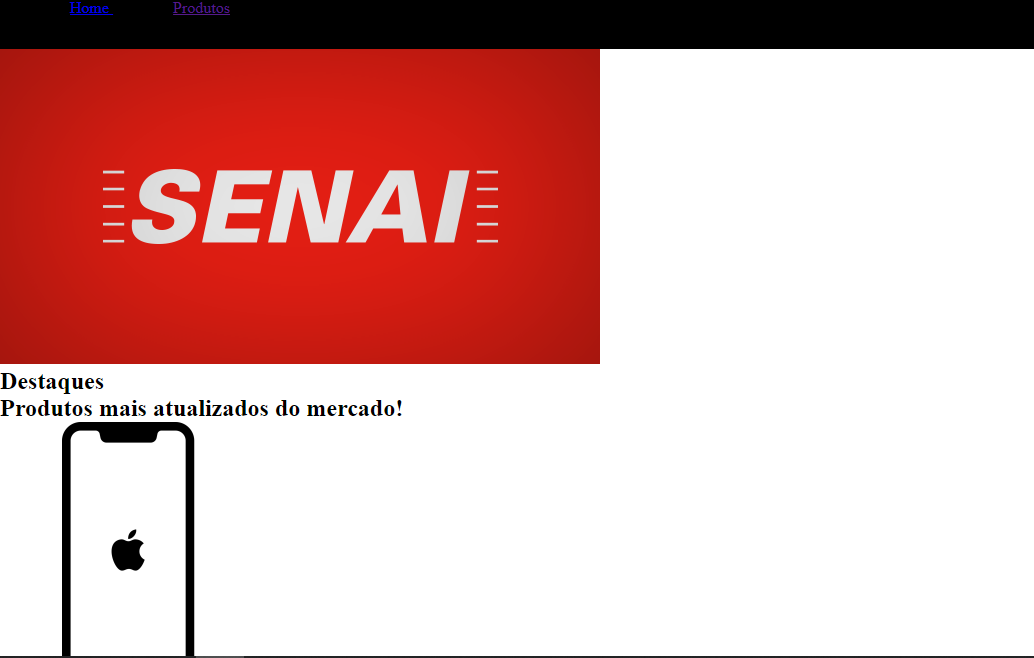 Home Produtos
SENAI
Destaques
Produtos mais atualizados do mercado!